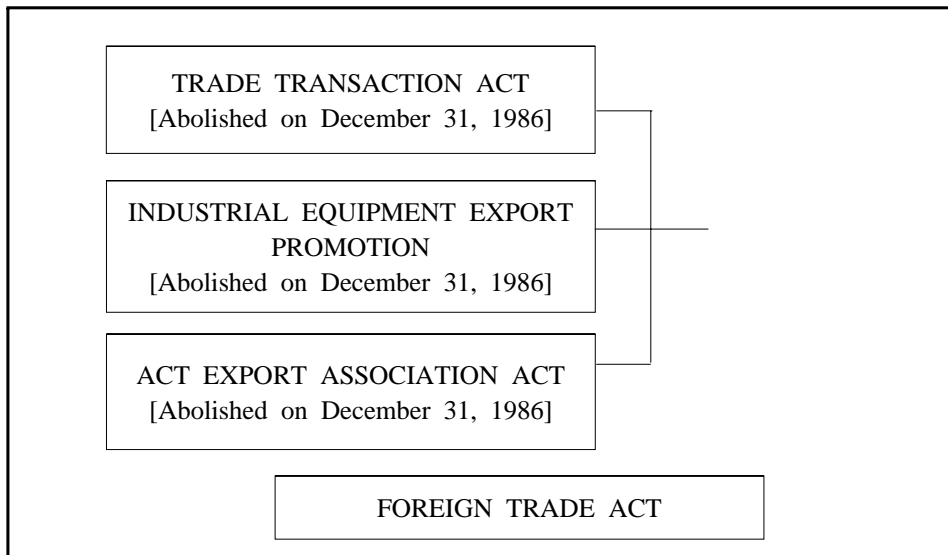 TRADE TRANSACTION ACT
[Abolished on December 31, 1986]
INDUSTRIAL EQUIPMENT EXPORT
PROMOTION
[Abolished on December 31, 1986]
ACT EXPORT ASSOCIATION ACT
[Abolished on December 31, 1986]
FOREIGN TRADE ACT